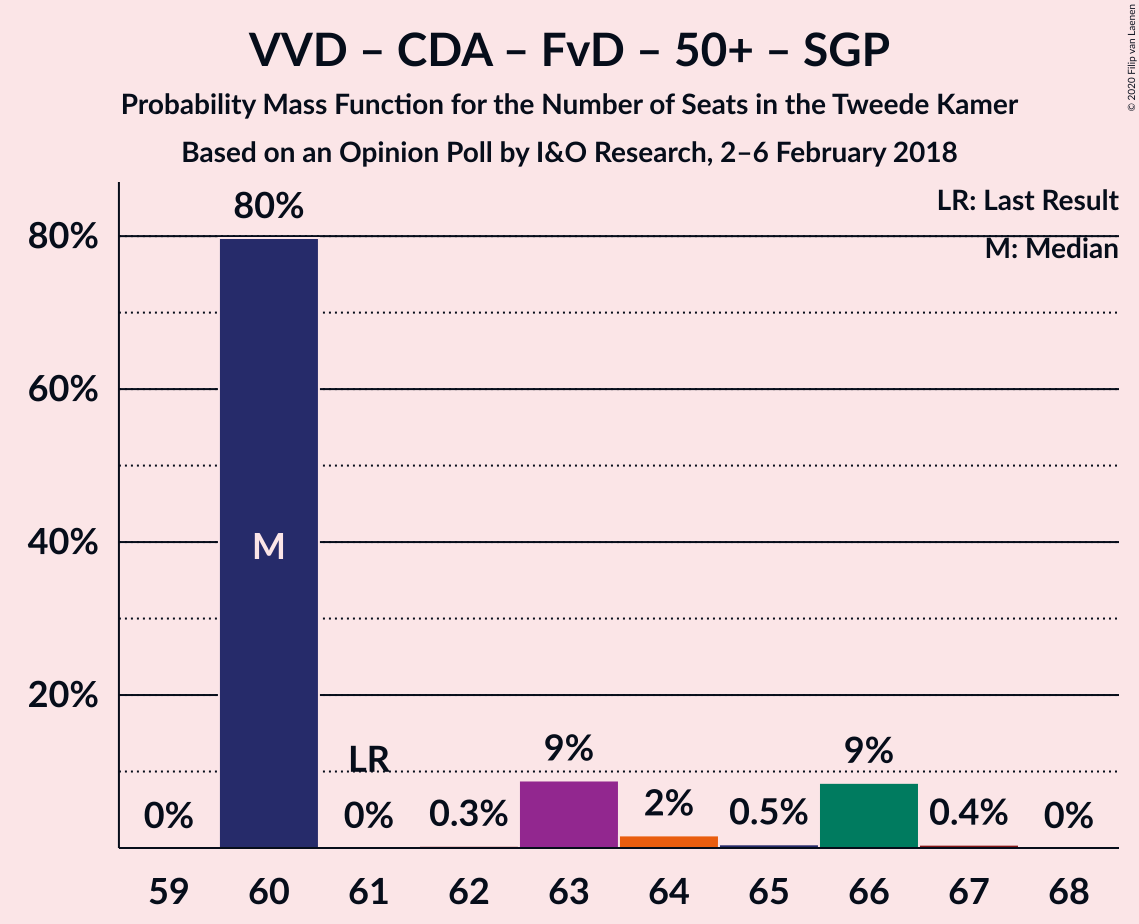 VVD – CDA – FvD – 50+ – SGP
Probability Mass Function for the Number of Seats in the Tweede Kamer
Based on an Opinion Poll by I&O Research, 2–6 February 2018
© 2020 Filip van Laenen
LR: Last Result
M: Median
80%
60%
40%
20%
0%
80%
M
LR
0%
0.3%
9%
2%
0.5%
9%
0.4%
0%
59 60 61 62 63 64 65 66 67 68